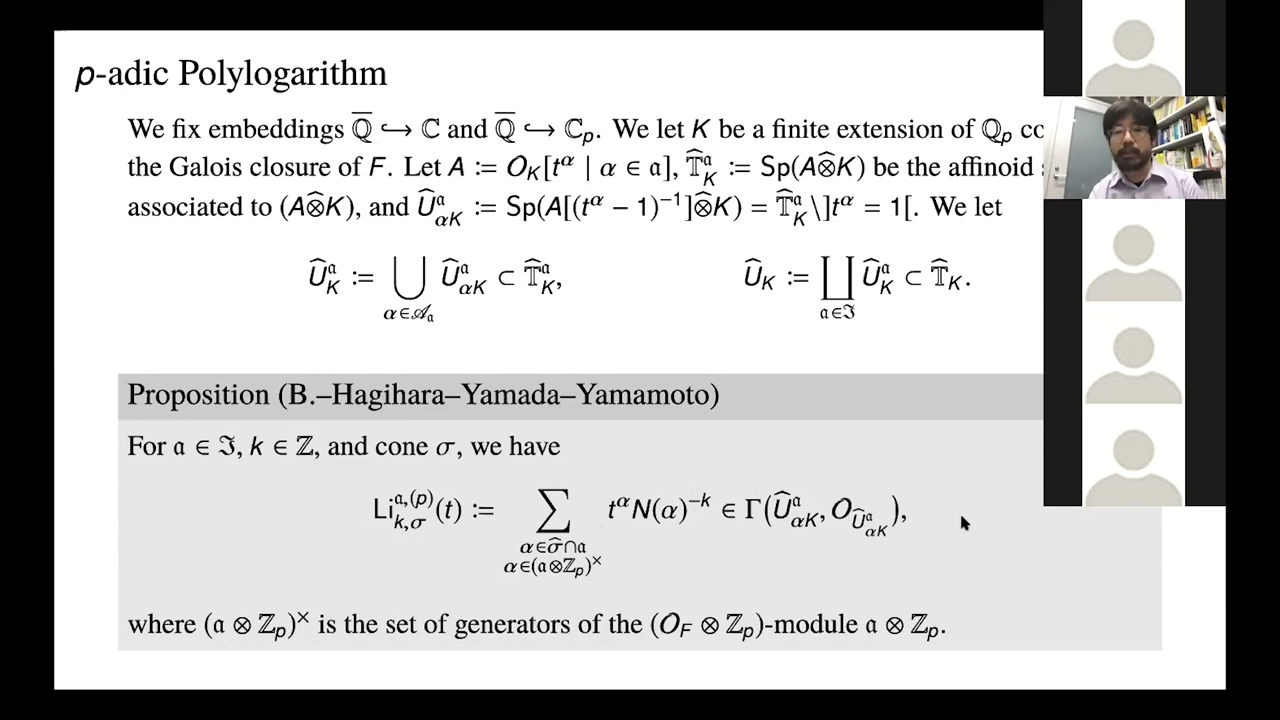 p-adic Polylogarithm
We fix embeddings Q̅ ↪ ℂ and Q̅ ↪ ℂ_p. We let K be a finite extension of ℚ_p
the Galois closure of F. Let A := O_K[t^α | α ∈ 𝔞], 𝕋̂^𝔞_K := Sp(A⊗̂K) be the affinoid
associated to (A⊗̂K), and Û^𝔞_{αK} := Sp(A[(t^α − 1)^{−1}]⊗̂K) = 𝕋̂^𝔞_K\]t^α = 1[. We let
Û^𝔞_K := ⋃_{α∈𝒜_𝔞} Û^𝔞_{αK} ⊂ 𝕋̂^𝔞_K, Û_K := ∐_{𝔞∈ℑ} Û^𝔞_K ⊂ 𝕋̂_K.
Proposition (B.–Hagihara–Yamada–Yamamoto)
For 𝔞 ∈ ℑ, k ∈ ℤ, and cone σ, we have
Li^{𝔞,(p)}_{k,σ}(t) := ∑_{α∈σ̂∩𝔞, α∈(𝔞⊗ℤ_p)^×} t^α N(α)^{−k} ∈ Γ(Û^𝔞_{αK}, O_{Û^𝔞_{αK}}),
where (𝔞 ⊗ ℤ_p)^× is the set of generators of the (O_F ⊗ ℤ_p)-module 𝔞 ⊗ ℤ_p.